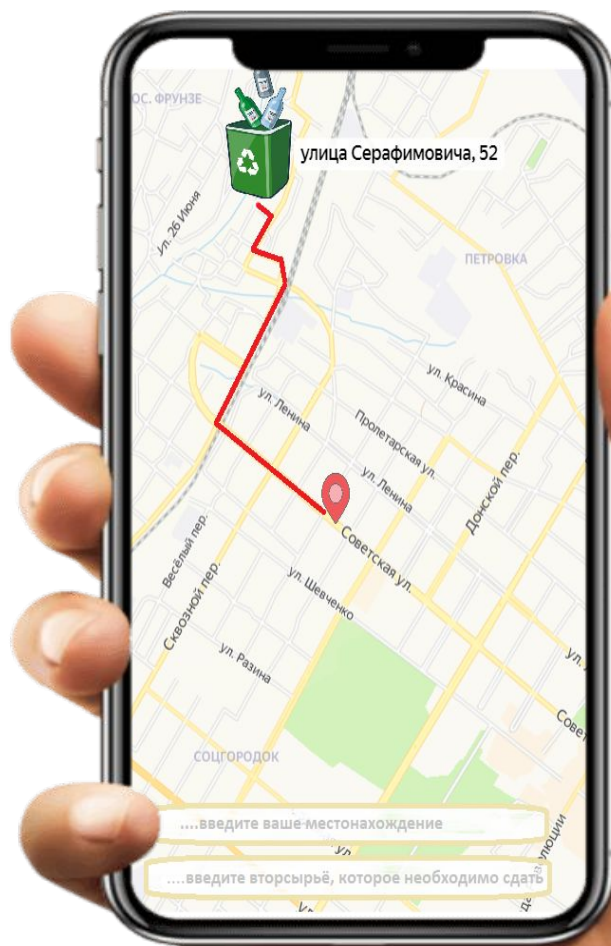 ОС. ФРУНЗЕ
улица Серафимовича, 52
Ул. 26 Июня
ПЕТРОВКА
ул. Красина
ул. Ленина
Пролетарская ул.
ул. Ленина
Донской пер.
Весёлый пер.
Советская ул.
Сквозной пер.
ул. Шевченко
ул. Разина
ул.
Совет
СОЦГОРОДОК
....введите ваше местонахождение
ул
....введите вторсырьё, которое необходимо сдать